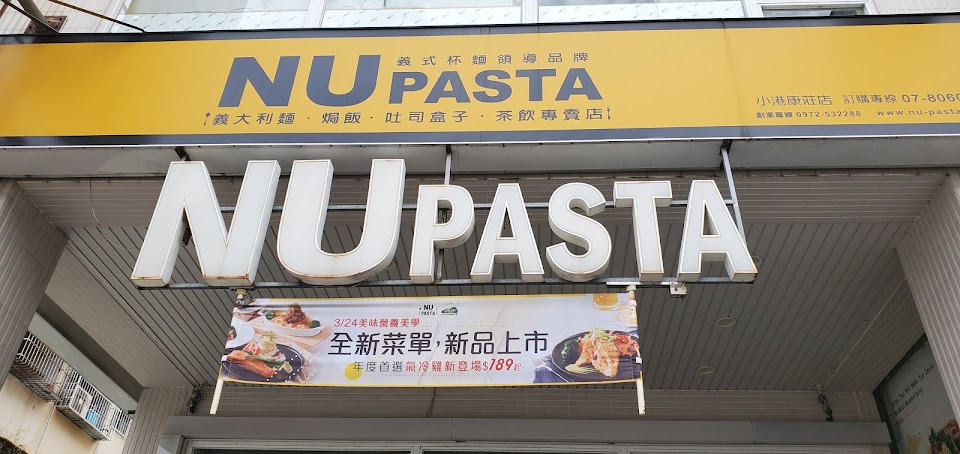 義式杯麵領導品牌
NU PASTA
義大利麵·焗飯·吐司盒子·茶飲專賣店
小港康莊店 訂購專線 07-8060
創業專線 0972-532288 www.nu-pasta
NU PASTA
NU PASTA
3/24美味營養美學
全新菜單,新品上市
年度首選氣冷雞新登場$189起